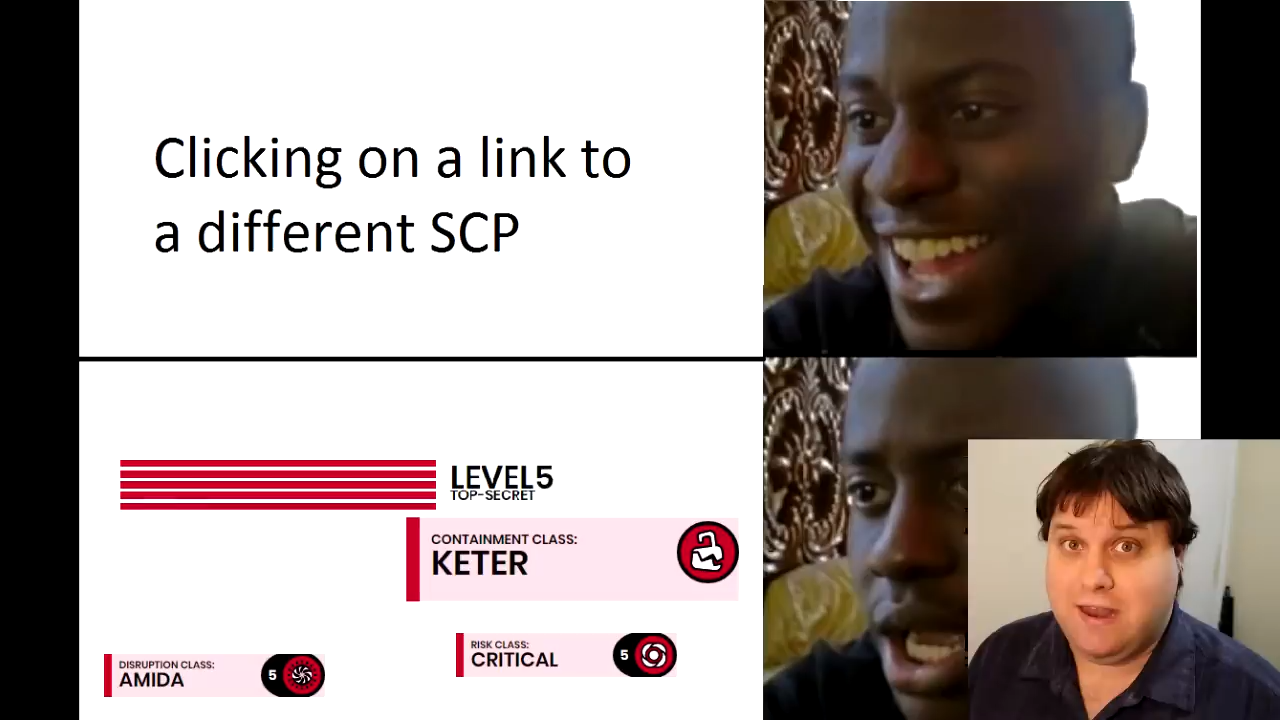 Clicking on a link to
a different SCP
LEVEL5
TOP-SECRET
CONTAINMENT CLASS:
KETER
DISRUPTION CLASS:
AMIDA
5
RISK CLASS:
CRITICAL
5